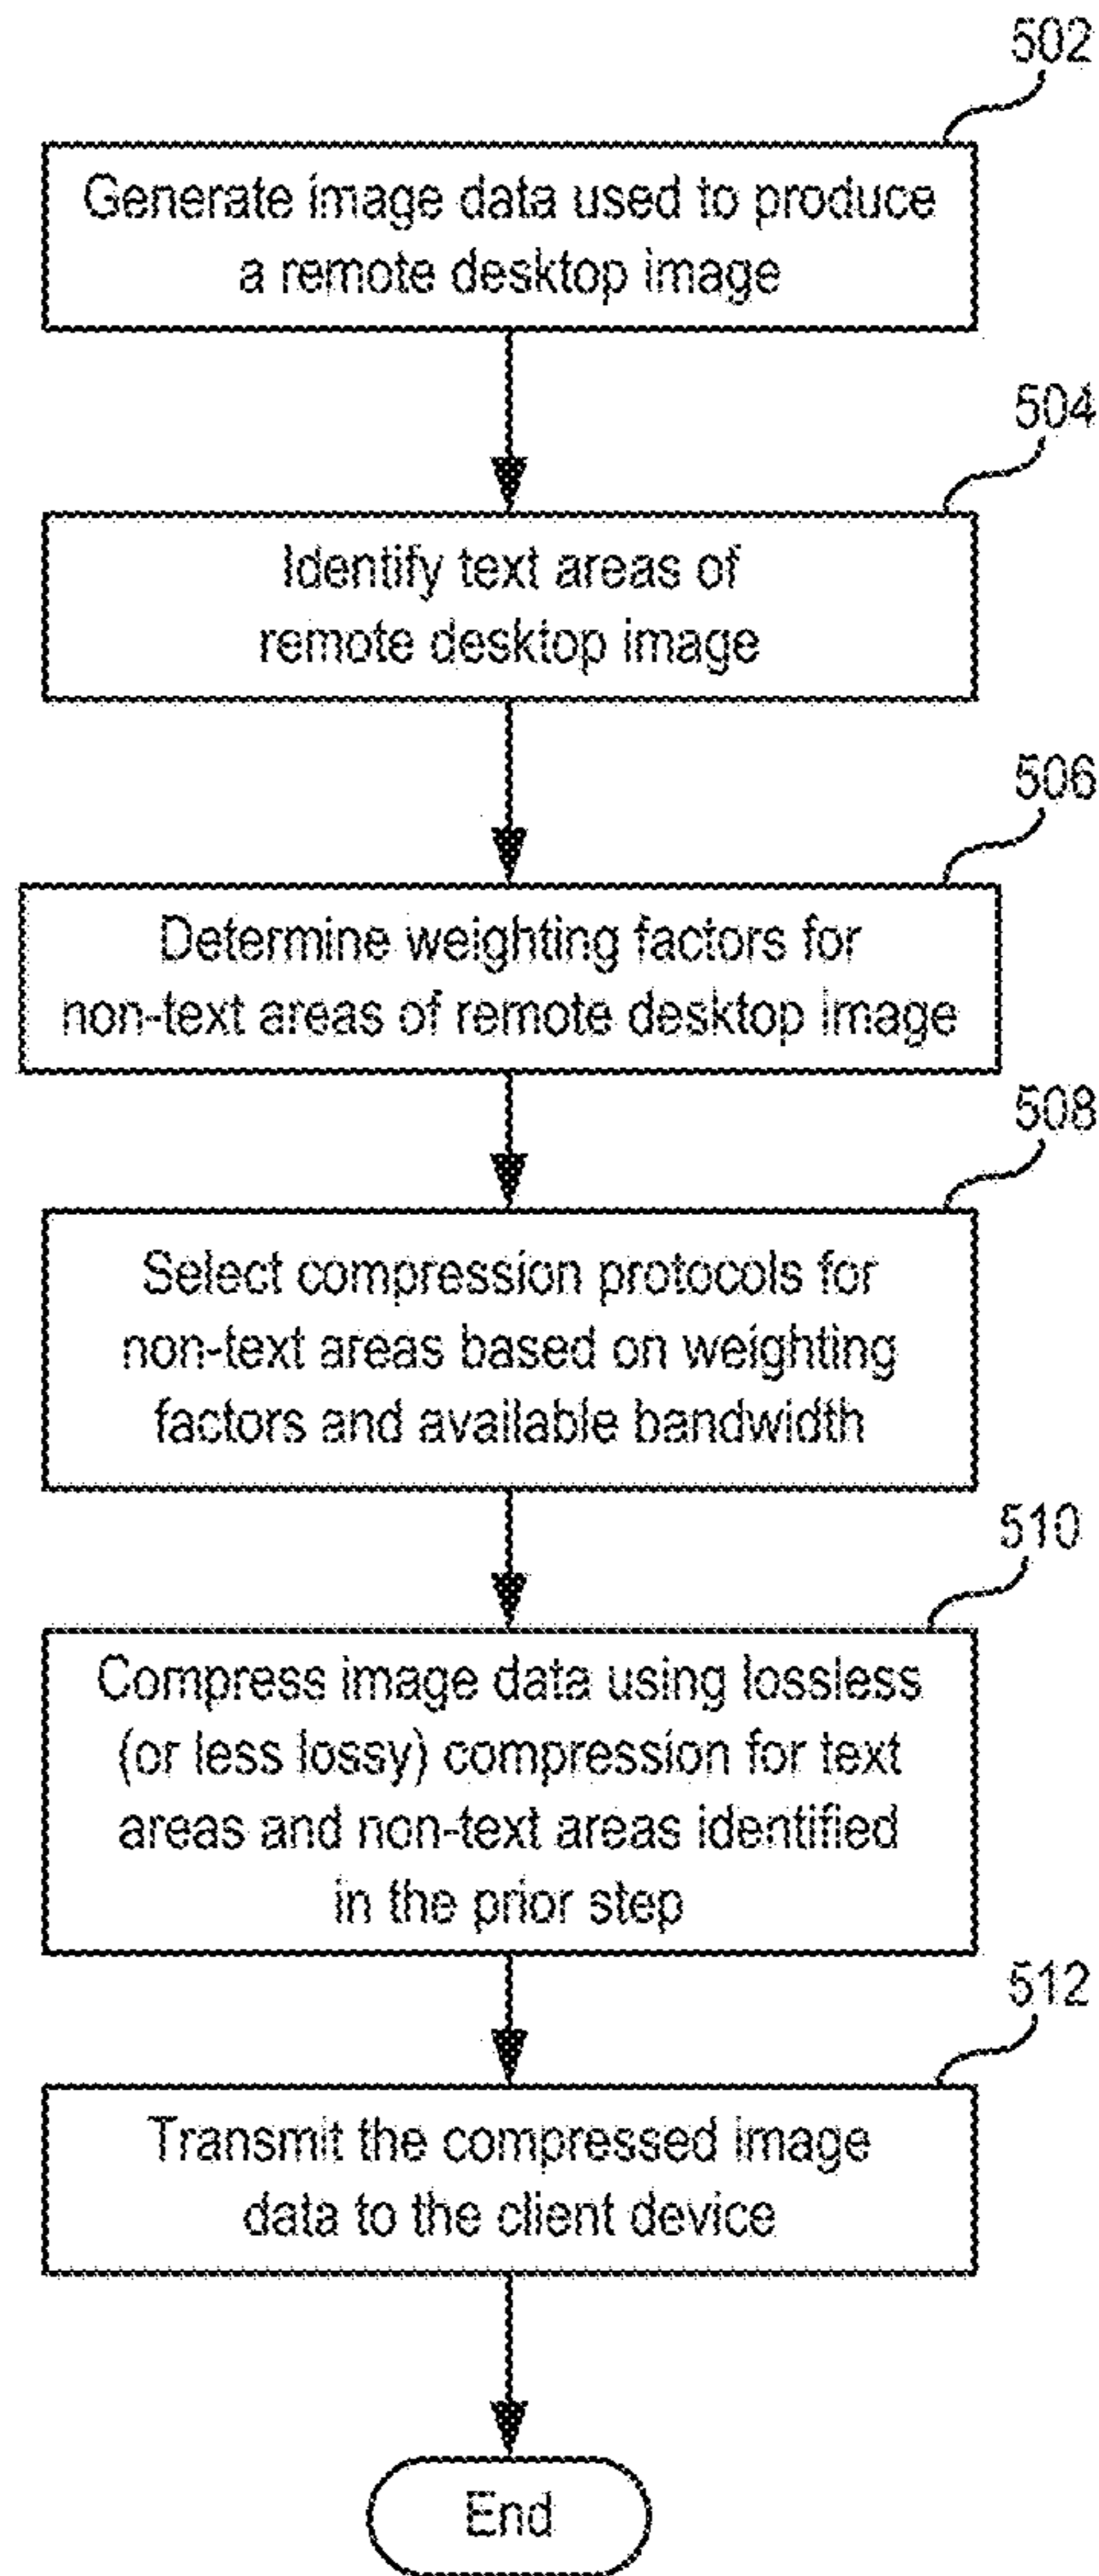 502
Generate image data used to produce
a remote desktop image
504
Identify text areas of
remote desktop image
506
Determine weighting factors for
non-text areas of remote desktop image
508
Select compression protocols for
non-text areas based on weighting
factors and available bandwidth
510
Compress image data using lossless
(or less lossy) compression for text
areas and non-text areas identified
in the prior step
512
Transmit the compressed image
data to the client device
End